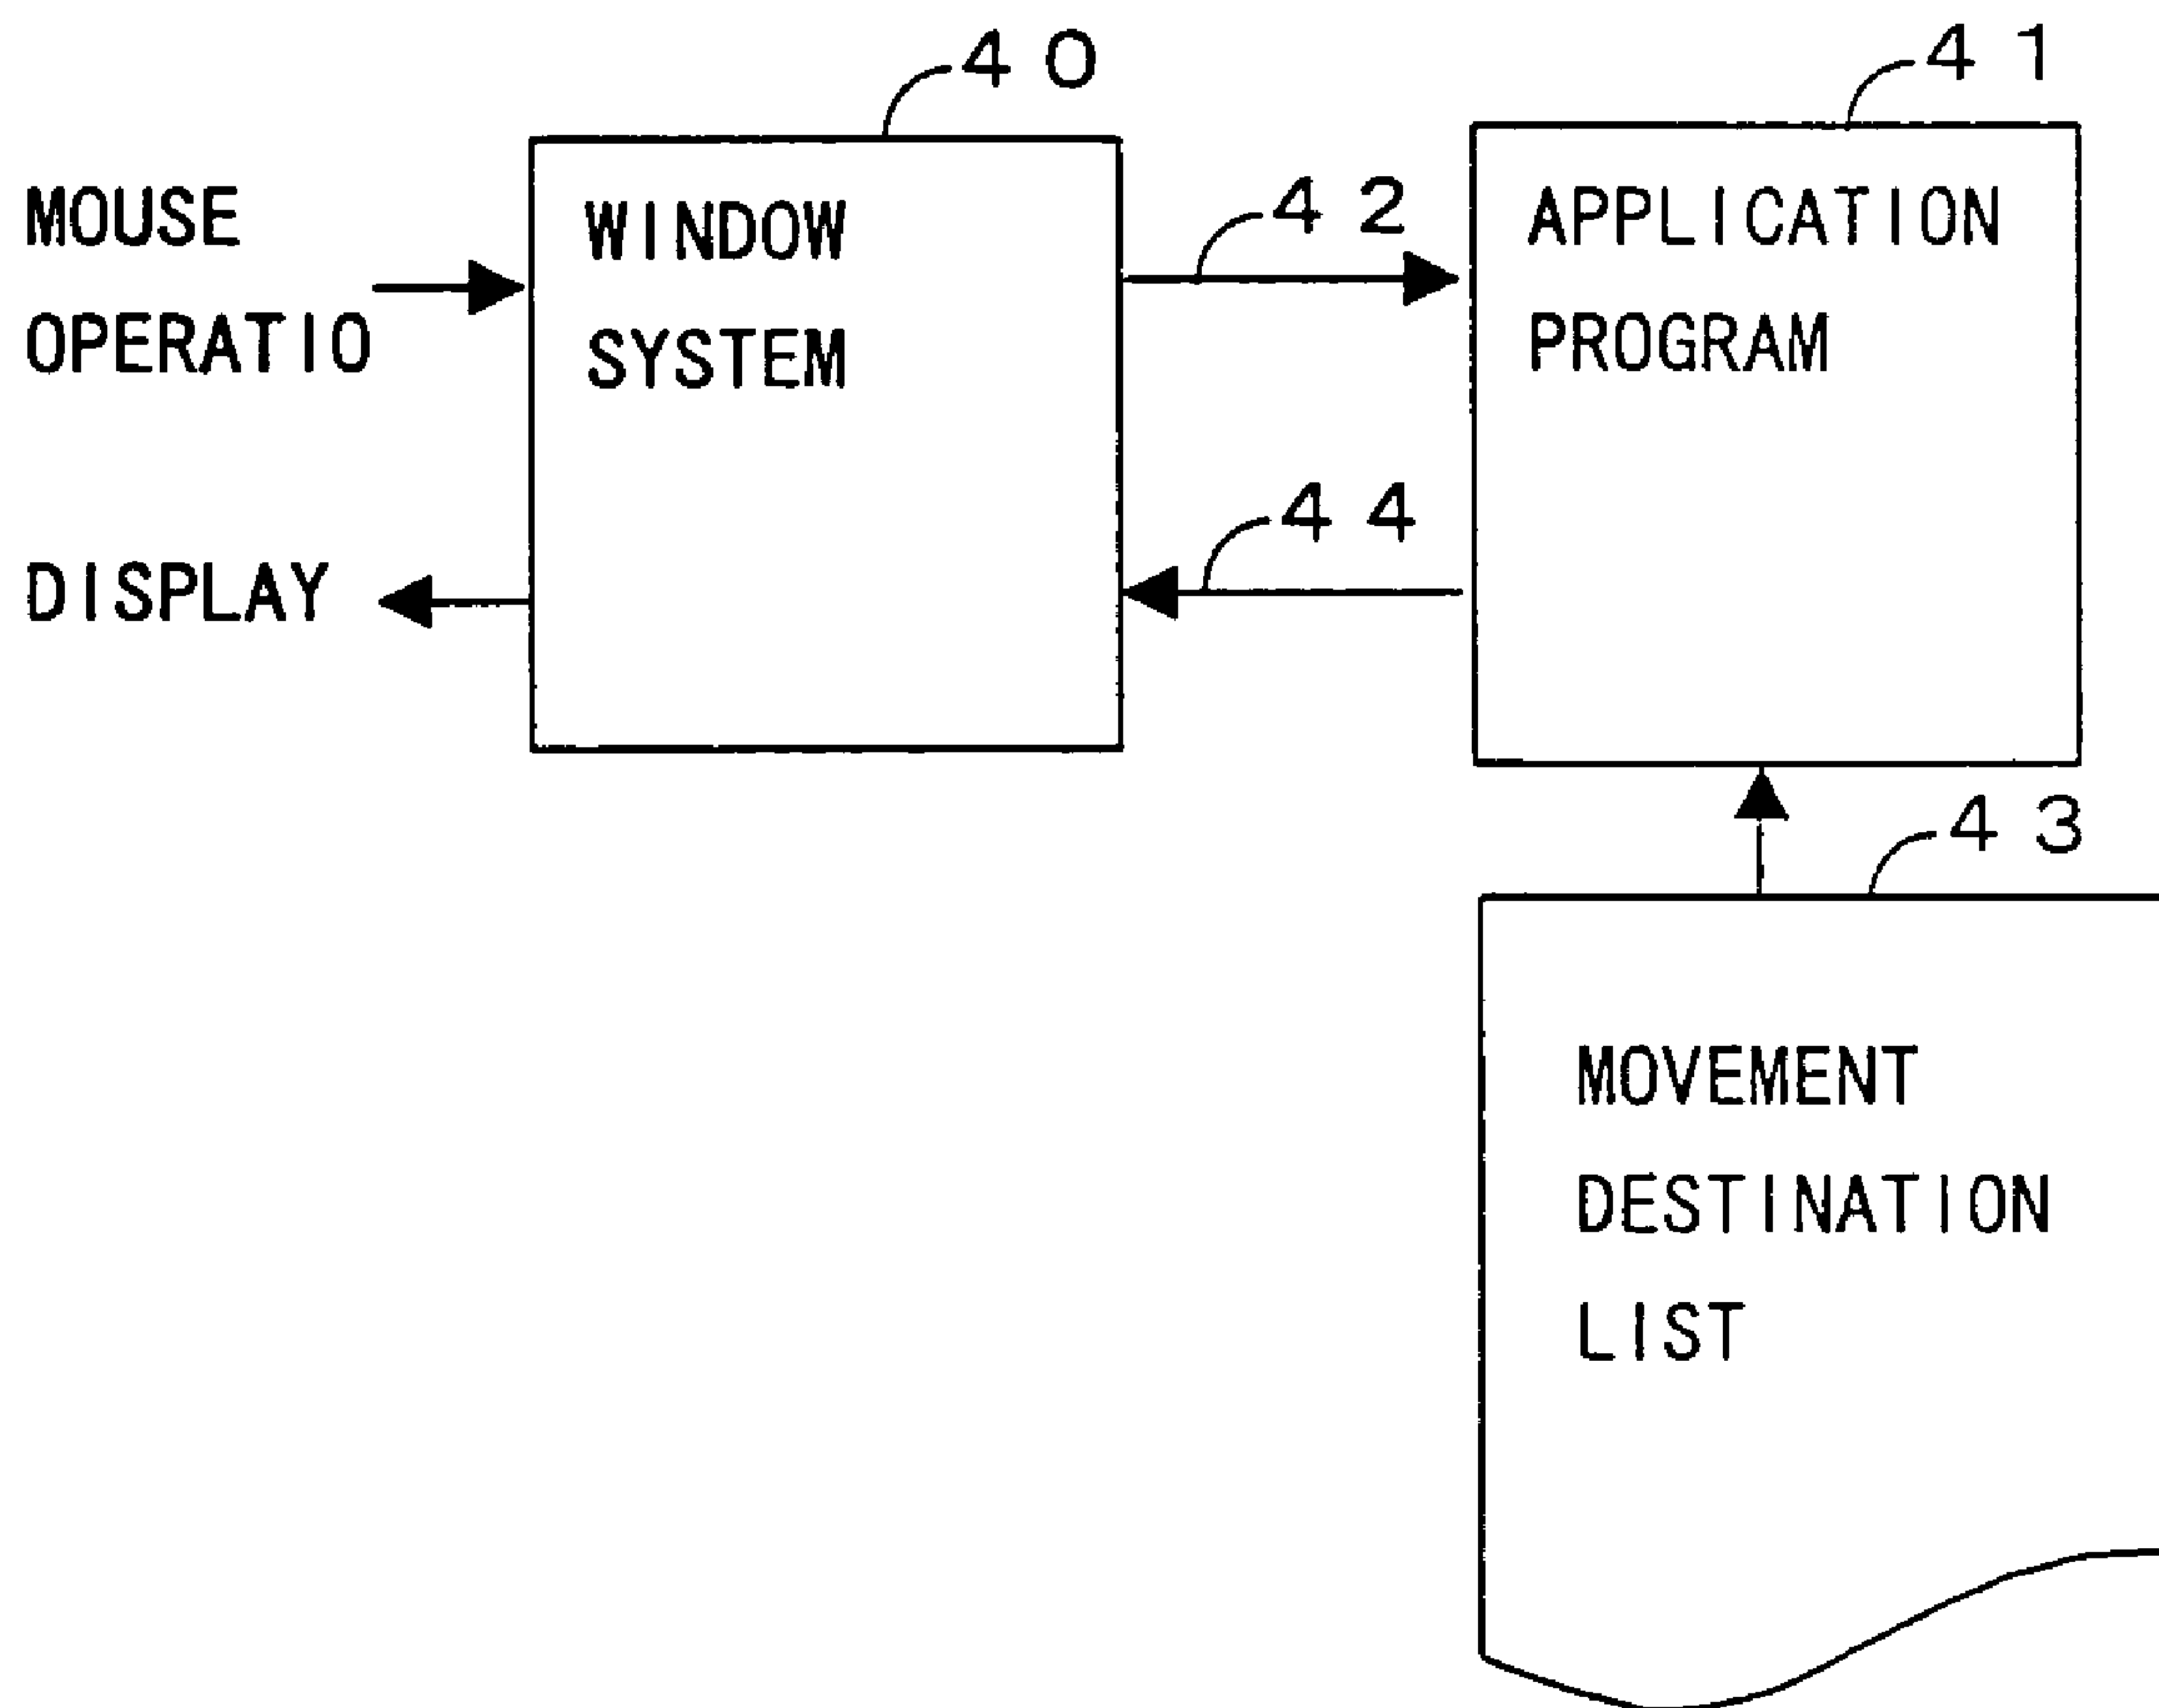 40
41
MOUSE
OPERATIO
WINDOW
SYSTEM
42
APPLICATION
PROGRAM
44
DISPLAY
43
MOVEMENT
DESTINATION
LIST